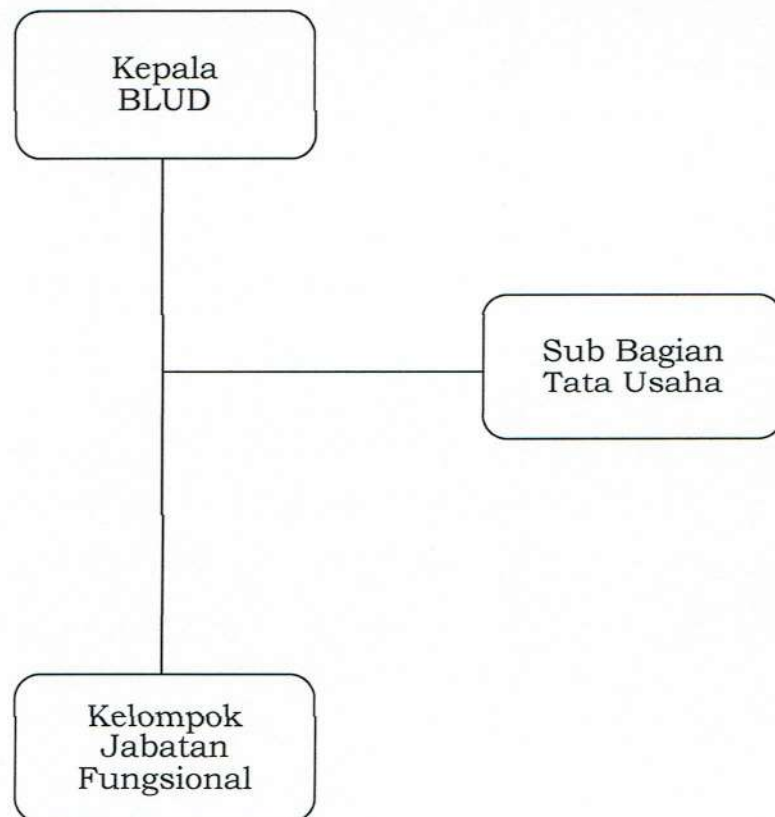 Kepala
BLUD
Sub Bagian
Tata Usaha
Kelompok
Jabatan
Fungsional